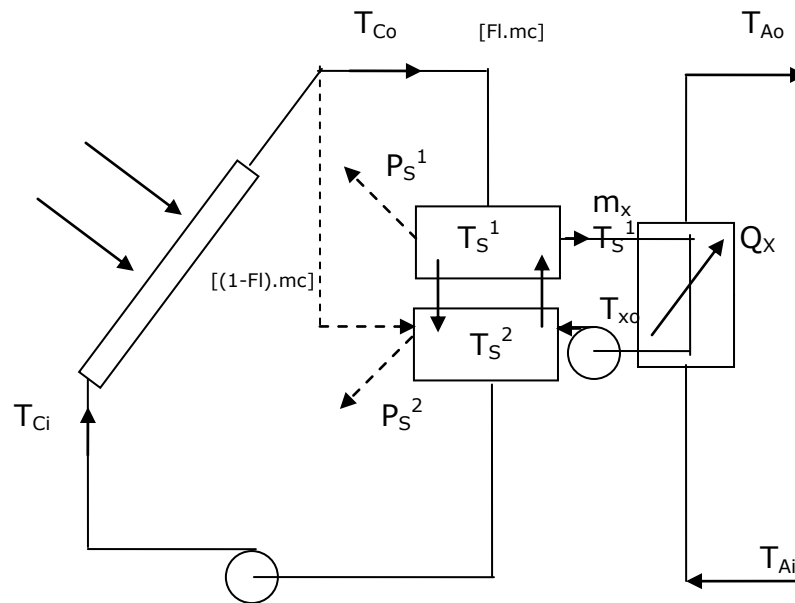 T_Co [Fl.mc] T_Ao
P_S^1
m_x
T_S^1 T_S^1 Q_X
[(1-Fl).mc] T_xo
T_S^2
P_S^2
T_Ci
T_Ai